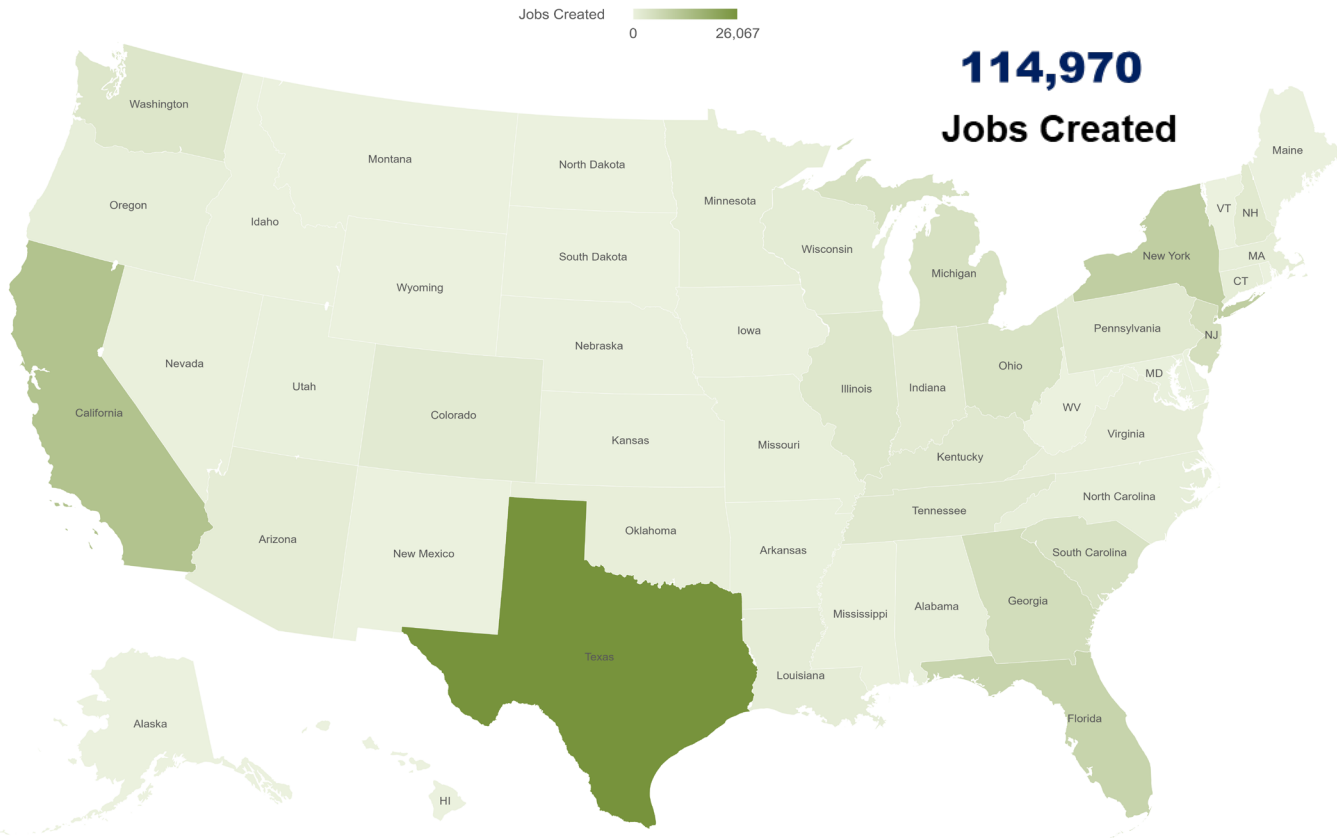 Jobs Created
0 26,067
114,970
Jobs Created
Washington
Montana
North Dakota
Maine
Minnesota
Oregon
VT
NH
Idaho
Wisconsin
South Dakota
New York
MA
Michigan
CT
Wyoming
Iowa
Pennsylvania
NJ
Nebraska
Nevada
Ohio
MD
Utah
Illinois
Indiana
WV
California
Colorado
Virginia
Kansas
Missouri
Kentucky
North Carolina
Tennessee
Oklahoma
Arizona
New Mexico
Arkansas
South Carolina
Georgia
Alabama
Mississippi
Texas
Louisiana
Florida
Alaska
HI